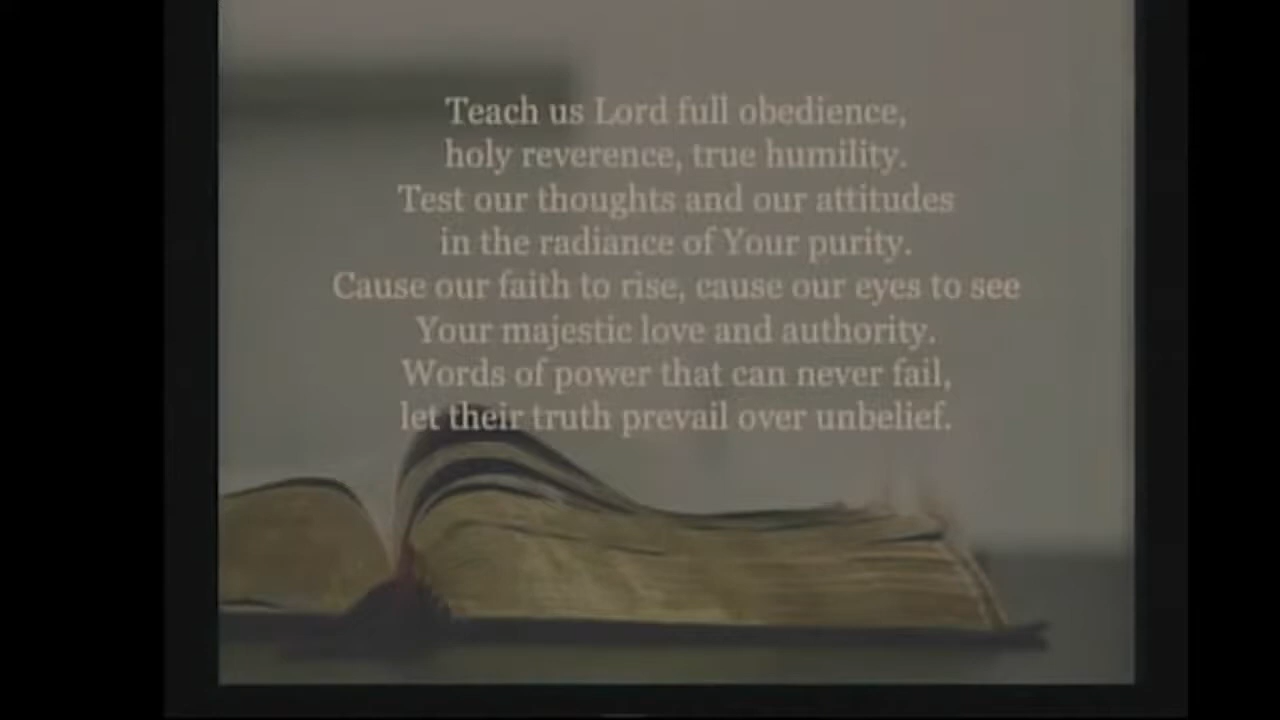 Teach us Lord full obedience,
holy reverence, true humility.
Test our thoughts and our attitudes
in the radiance of Your purity.
Cause our faith to rise, cause our eyes to see
Your majestic love and authority.
Words of power that can never fail,
let their truth prevail over unbelief.